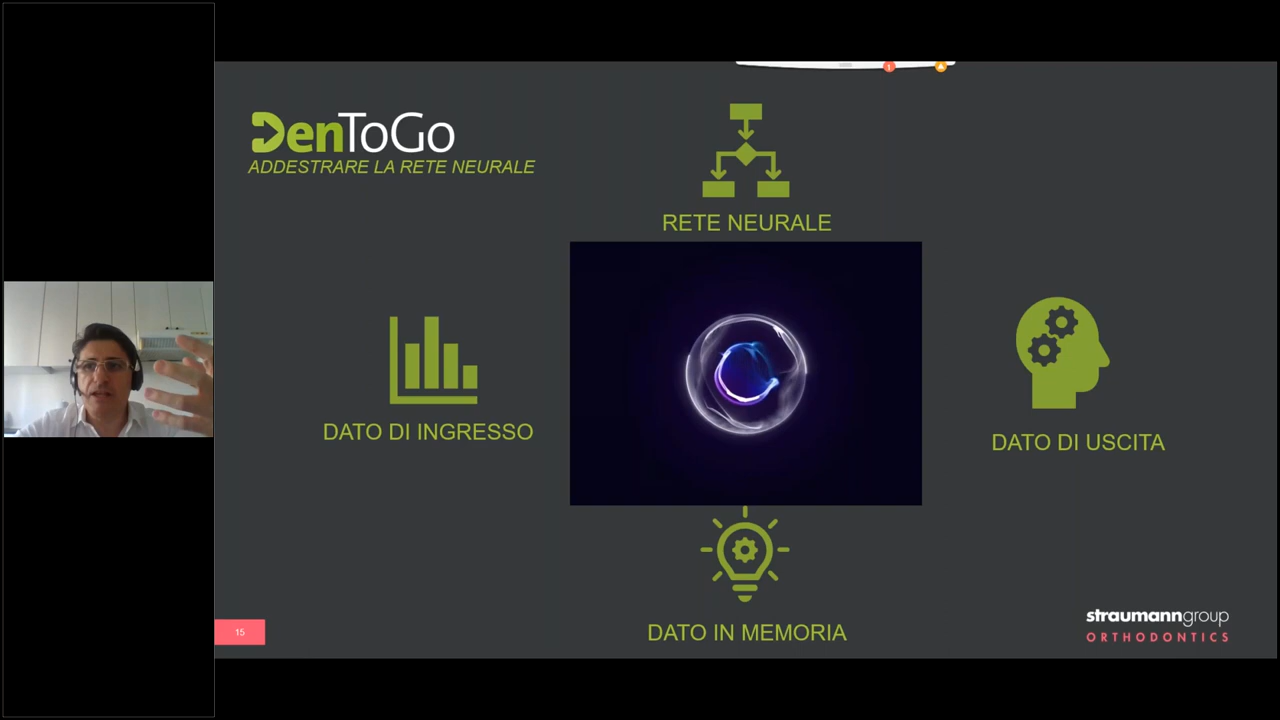 DenToGo
ADDESTRARE LA RETE NEURALE
RETE NEURALE
DATO DI INGRESSO
DATO DI USCITA
DATO IN MEMORIA
15
straumanngroup
ORTHODONTICS